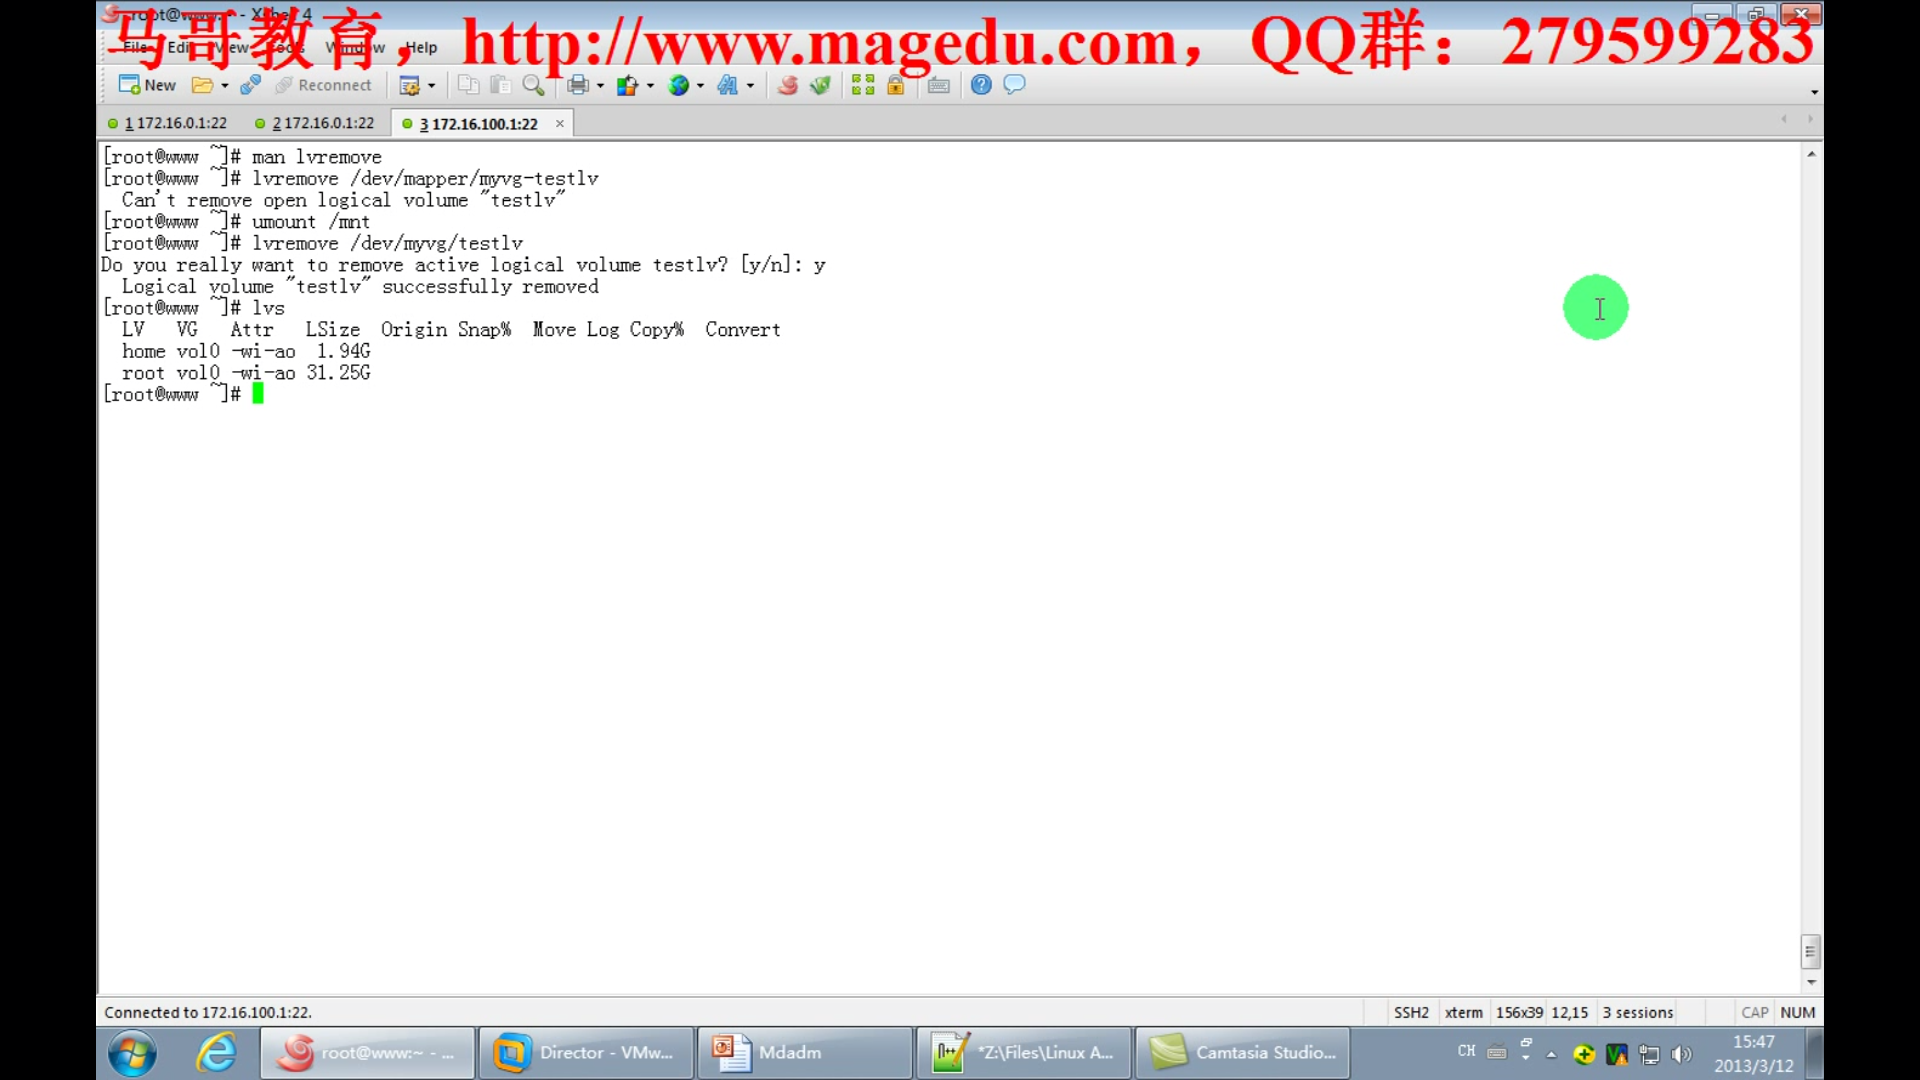 root@www:~ - Xshell 4
马哥教育，http://www.magedu.com，QQ群：279599283
File Edit View Tools Window Help
New Reconnect
1 172.16.0.1:22 2 172.16.0.1:22 3 172.16.100.1:22
[root@www ~]# man lvremove
[root@www ~]# lvremove /dev/mapper/myvg-testlv
  Can't remove open logical volume "testlv"
[root@www ~]# umount /mnt
[root@www ~]# lvremove /dev/myvg/testlv
Do you really want to remove active logical volume testlv? [y/n]: y
  Logical volume "testlv" successfully removed
[root@www ~]# lvs
  LV   VG   Attr   LSize  Origin Snap%  Move Log Copy%  Convert
  home vol0 -wi-ao  1.94G
  root vol0 -wi-ao 31.25G
[root@www ~]#
Connected to 172.16.100.1:22. SSH2 xterm 156x39 12,15 3 sessions CAP NUM
root@www:~ - ... Director - VMw... Mdadm *Z:\Files\Linux A... Camtasia Studio... CH 15:47
2013/3/12